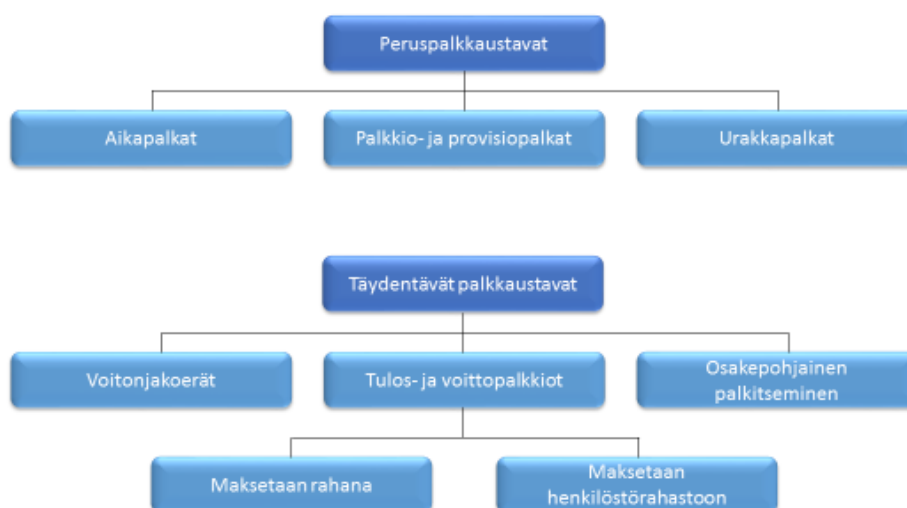 Peruspalkkaustavat
Aikapalkat
Palkkio- ja provisiopalkat
Urakkapalkat
Täydentävät palkkaustavat
Voitonjakoerät
Tulos- ja voittopalkkiot
Osakepohjainen
palkitseminen
Maksetaan rahana
Maksetaan
henkilöstörahastoon